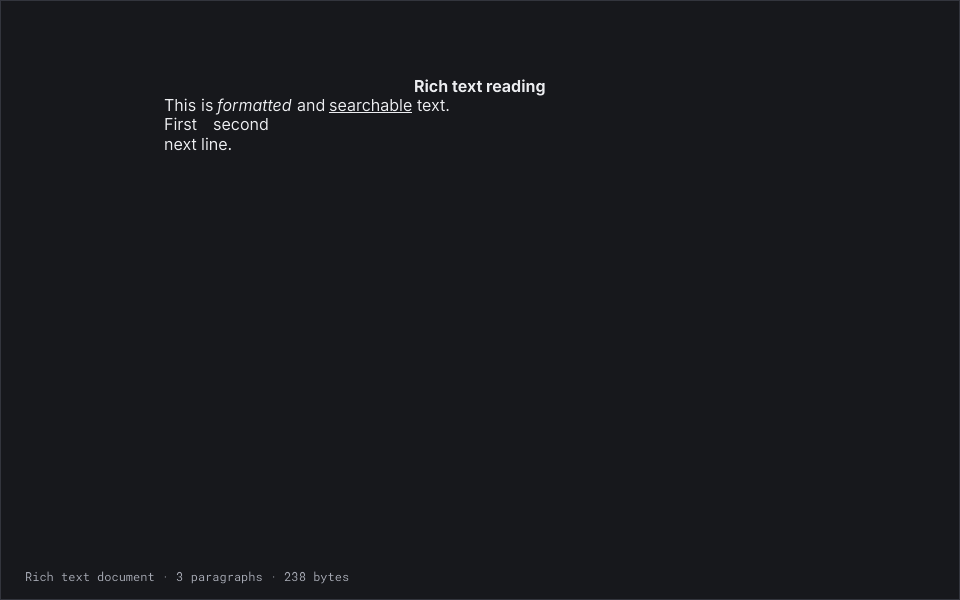 Rich text reading
This is formatted and searchable text.
First    second
next line.
Rich text document · 3 paragraphs · 238 bytes